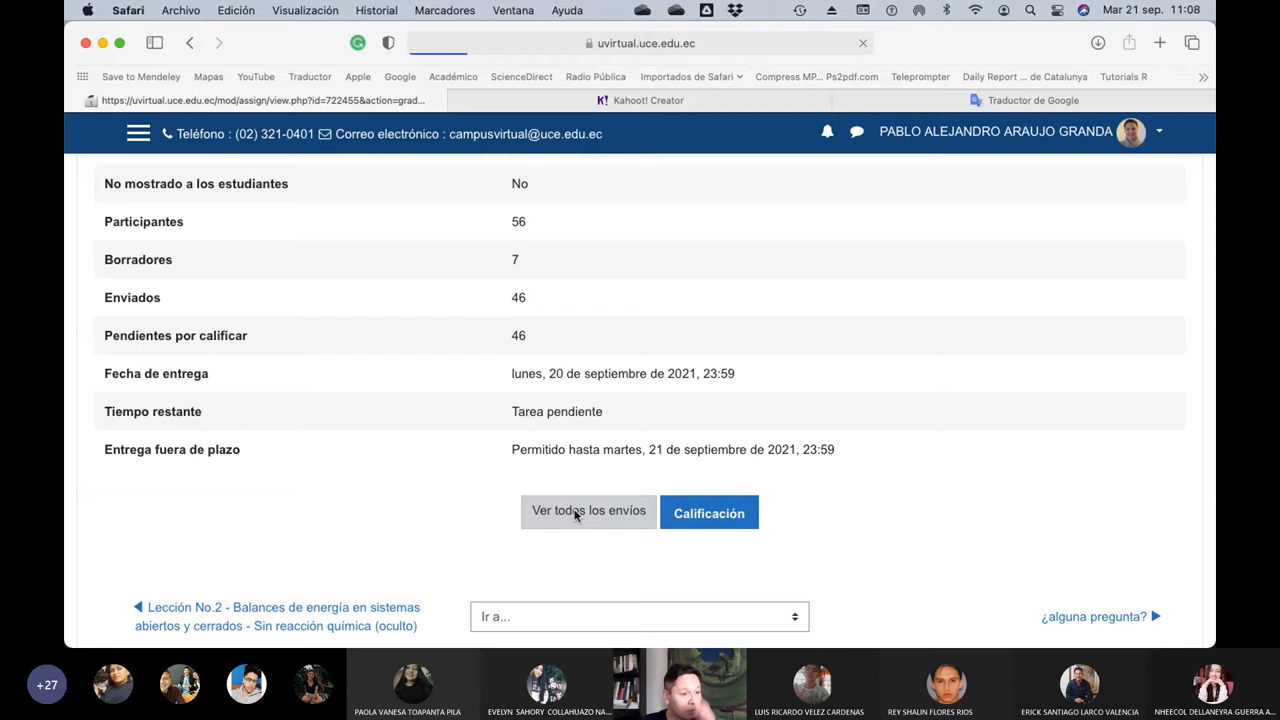 Safari Archivo Edición Visualización Historial Marcadores Ventana Ayuda Mar 21 sep. 11:08
uvirtual.uce.edu.ec
Save to Mendeley Mapas YouTube Traductor Apple Google Académico ScienceDirect Radio Pública Importados de Safari Compress MP... Ps2pdf.com Teleprompter Daily Report ... de Catalunya Tutorials R
https://uvirtual.uce.edu.ec/mod/assign/view.php?id=722455&action=grad... K! Kahoot! Creator Traductor de Google
Teléfono : (02) 321-0401 Correo electrónico : campusvirtual@uce.edu.ec PABLO ALEJANDRO ARAUJO GRANDA
No mostrado a los estudiantes No
Participantes 56
Borradores 7
Enviados 46
Pendientes por calificar 46
Fecha de entrega lunes, 20 de septiembre de 2021, 23:59
Tiempo restante Tarea pendiente
Entrega fuera de plazo Permitido hasta martes, 21 de septiembre de 2021, 23:59
Ver todos los envíos Calificación
Lección No.2 - Balances de energía en sistemas
abiertos y cerrados - Sin reacción química (oculto)
Ir a...
¿alguna pregunta?
+27
PAOLA VANESA TOAPANTA PILA EVELYN SAHORY COLLAHUAZO NA... LUIS RICARDO VELEZ CARDENAS REY SHALIN FLORES RIOS ERICK SANTIAGO LARCO VALENCIA NHEECOL DELLANEYRA GUERRA A...